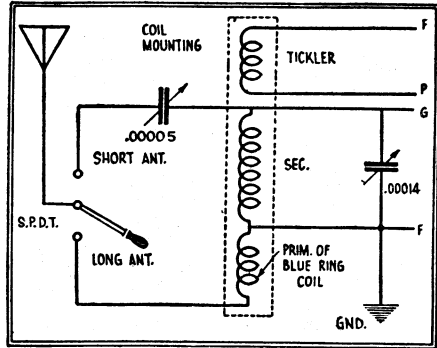 COIL
MOUNTING
TICKLER
F
P
G
.00005
SHORT ANT.
SEC.
.00014
S.P.D.T.
LONG ANT.
PRIM. OF
BLUE RING
COIL
F
GND.